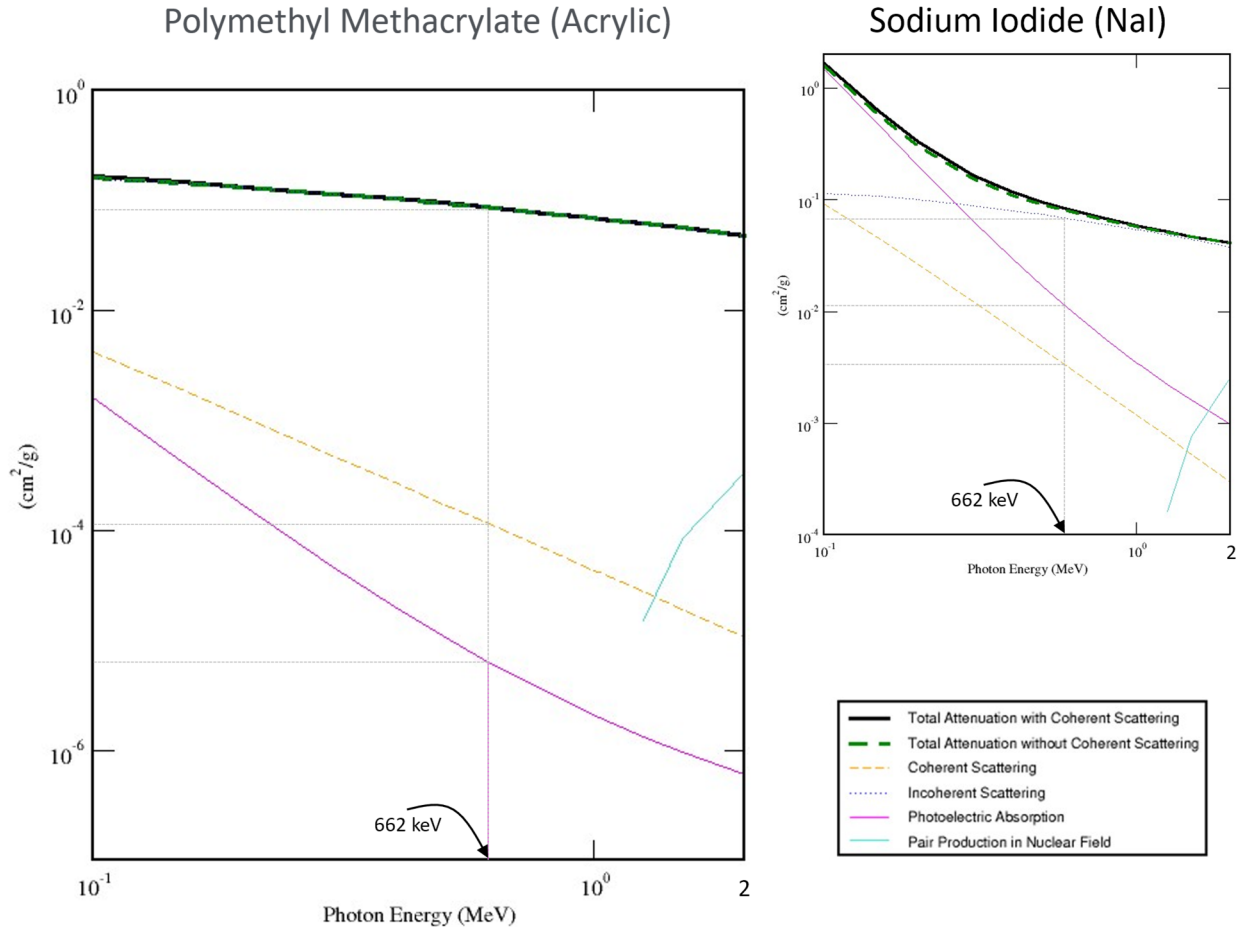 Polymethyl Methacrylate (Acrylic)
10^0
10^-2
10^-4
10^-6
(cm^2/g)
662 keV
10^-1
10^0
2
Photon Energy (MeV)
Sodium Iodide (NaI)
10^0
10^-1
10^-2
10^-3
10^-4
(cm^2/g)
662 keV
10^-1
10^0
2
Photon Energy (MeV)
Total Attenuation with Coherent Scattering
Total Attenuation without Coherent Scattering
Coherent Scattering
Incoherent Scattering
Photoelectric Absorption
Pair Production in Nuclear Field